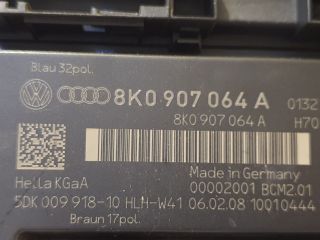 Blau 32pol.
8K0 907 064 A 0132
8K0 907 064 A H70
Made in Germany
Hella KGaA 00002001 BCM2.01
5DK 009 918-10 HLH-W41 06.02.08 10010444
Braun 17pol.